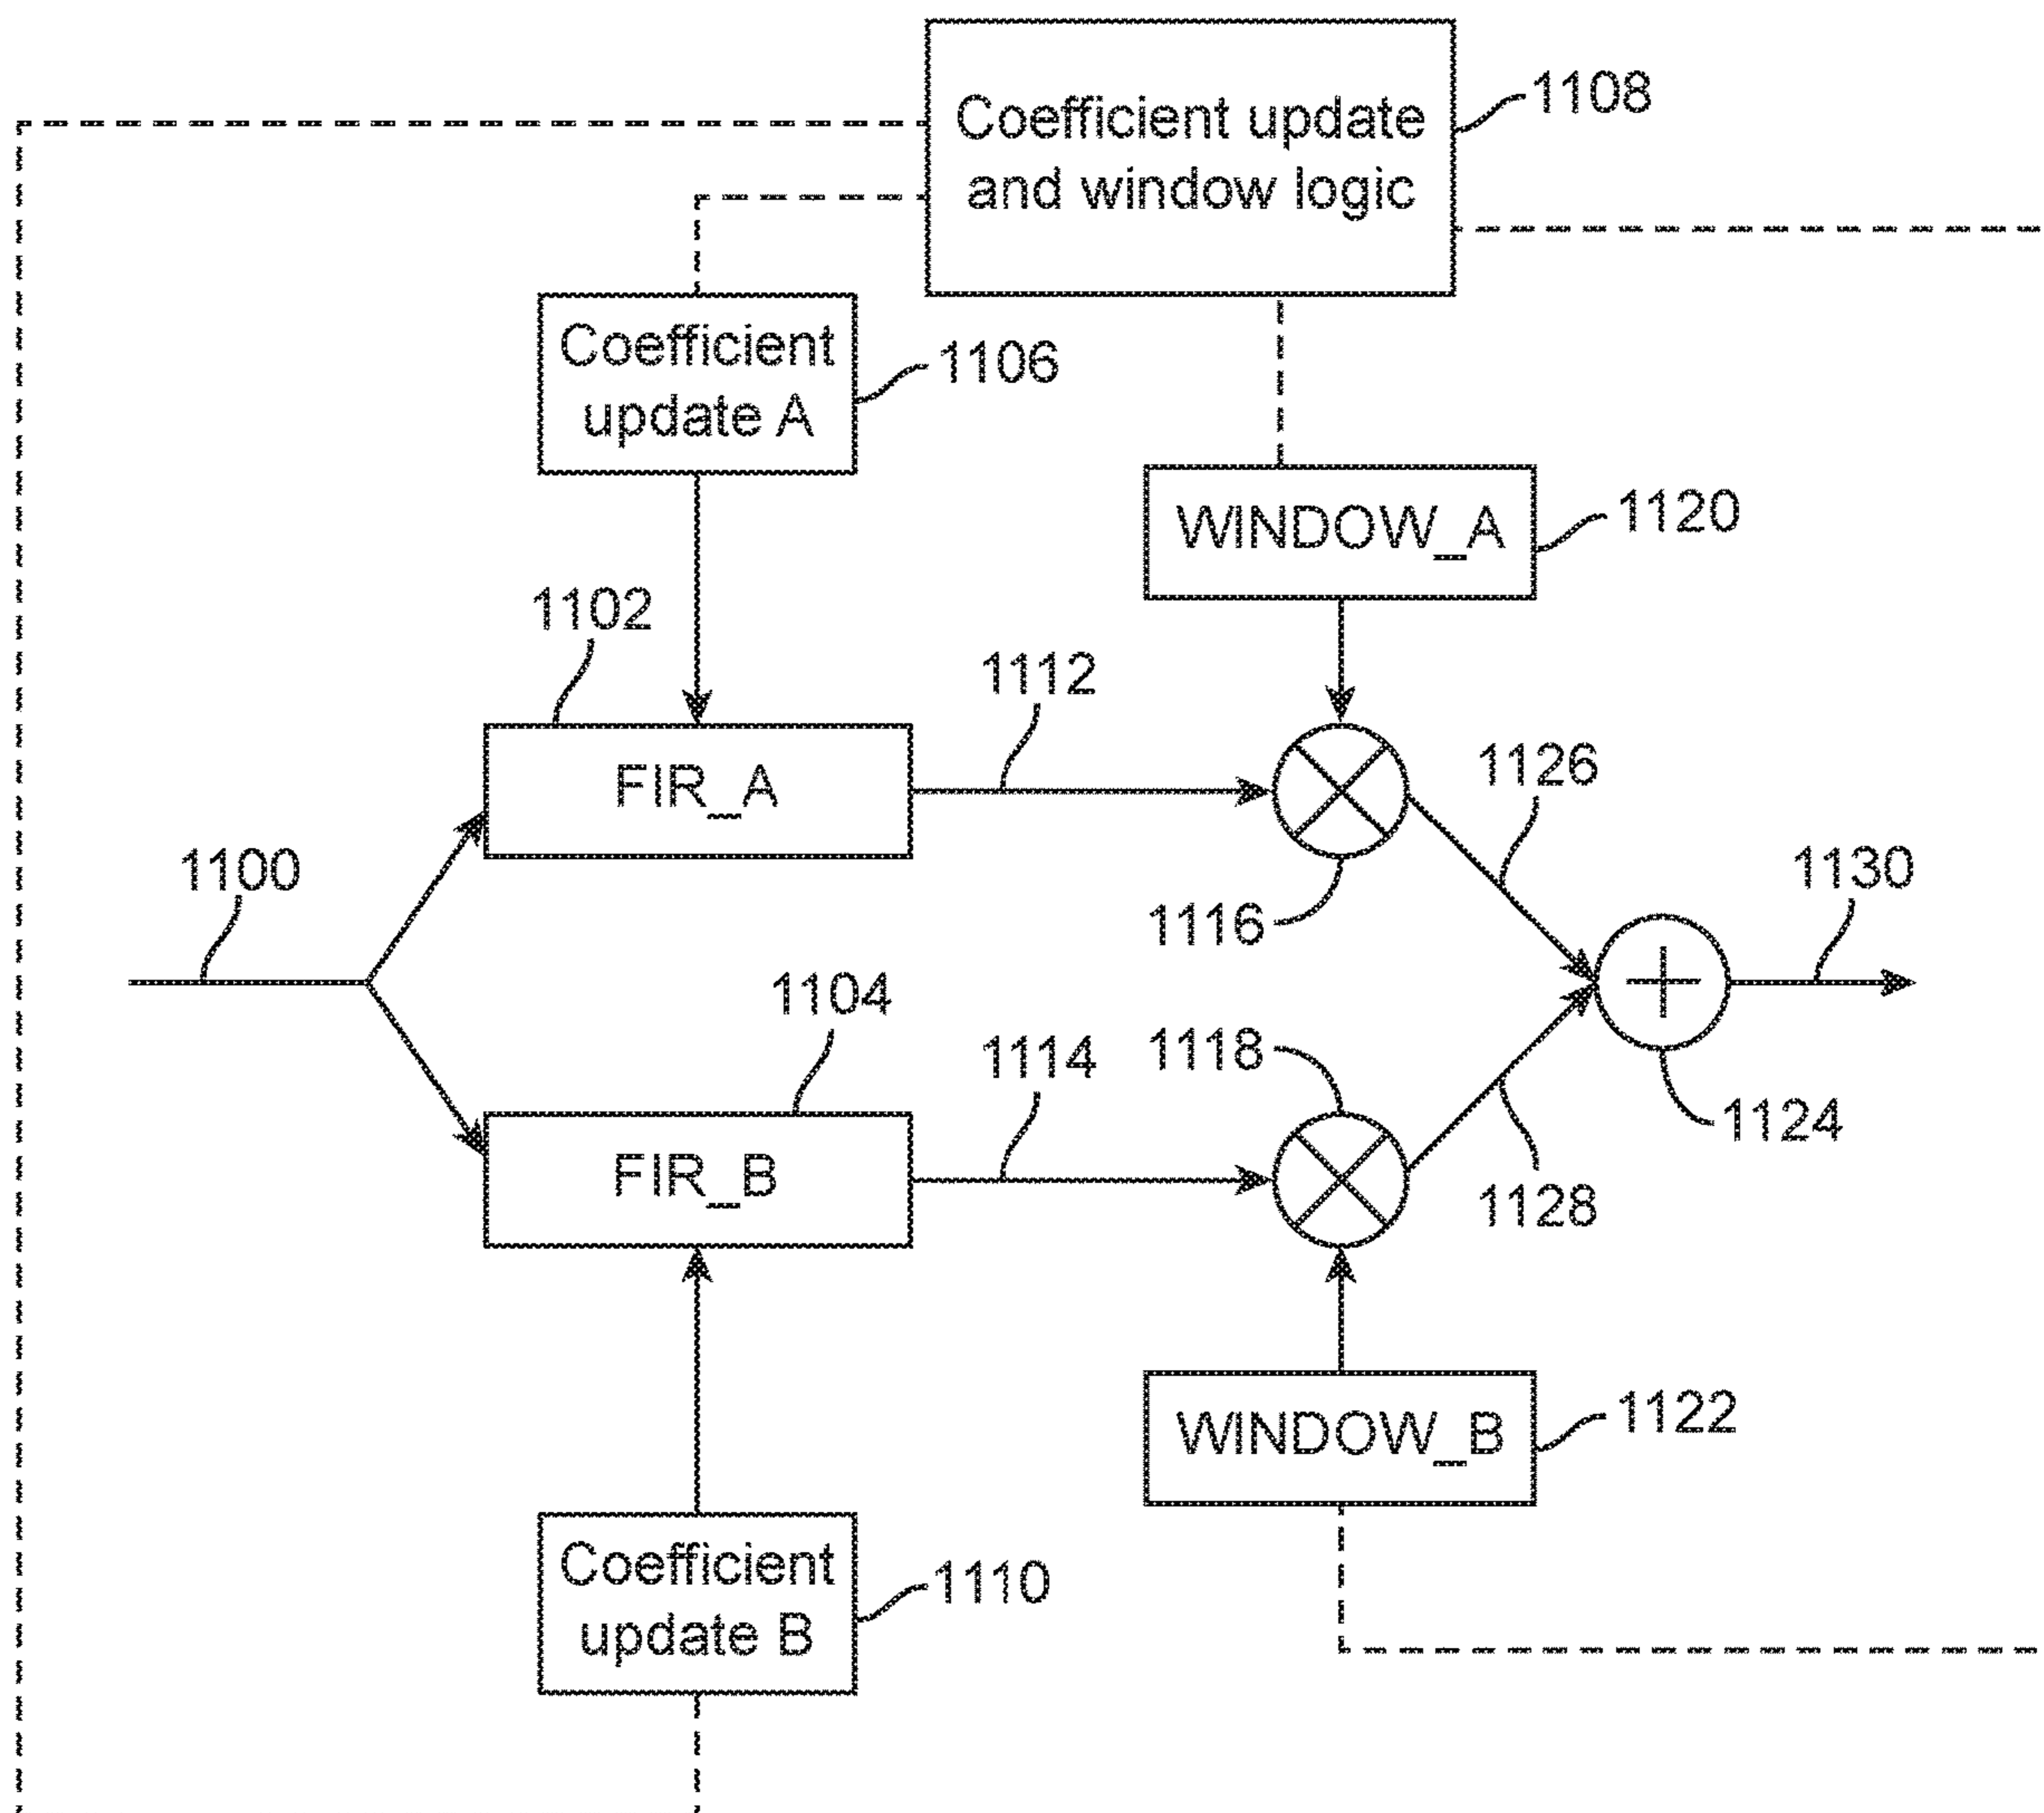 Coefficient update
and window logic
1108
Coefficient
update A
1106
WINDOW_A
1120
1102
1112
FIR_A
1126
1100
1116
1130
1104
1114
1118
1124
FIR_B
1128
WINDOW_B
1122
Coefficient
update B
1110